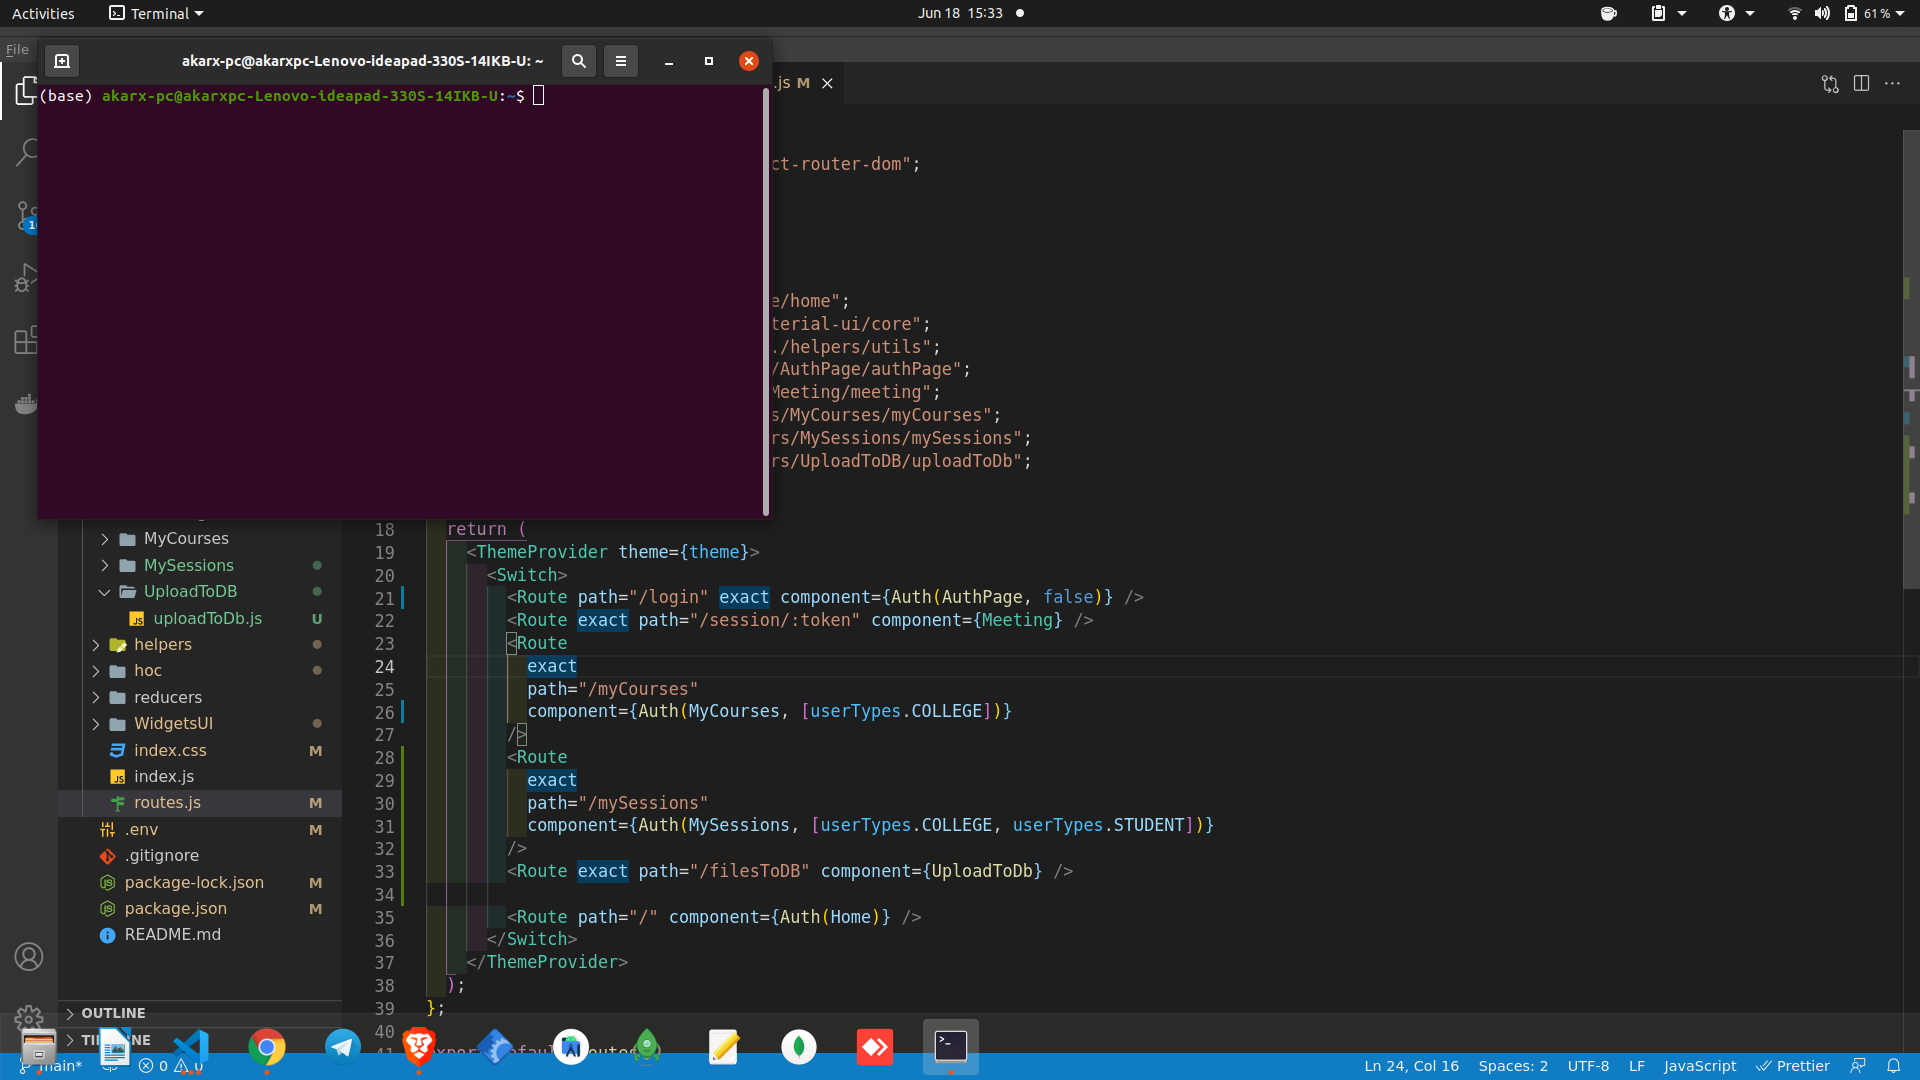 Activities Terminal Jun 18 15:33 61%
File
akarx-pc@akarxpc-Lenovo-ideapad-330S-14IKB-U: ~
.js M
(base) akarx-pc@akarxpc-Lenovo-ideapad-330S-14IKB-U:~$
ct-router-dom";
e/home";
terial-ui/core";
./helpers/utils";
/AuthPage/authPage";
Meeting/meeting";
s/MyCourses/myCourses";
rs/MySessions/mySessions";
rs/UploadToDB/uploadToDb";
MyCourses
MySessions
UploadToDB
uploadToDb.js U
helpers
hoc
reducers
WidgetsUI
index.css M
index.js
routes.js M
.env M
.gitignore
package-lock.json M
package.json M
README.md
OUTLINE
18 return (
19 <ThemeProvider theme={theme}>
20 <Switch>
21 <Route path="/login" exact component={Auth(AuthPage, false)} />
22 <Route exact path="/session/:token" component={Meeting} />
23 <Route
24 exact
25 path="/myCourses"
26 component={Auth(MyCourses, [userTypes.COLLEGE])}
27 />
28 <Route
29 exact
30 path="/mySessions"
31 component={Auth(MySessions, [userTypes.COLLEGE, userTypes.STUDENT])}
32 />
33 <Route exact path="/filesToDB" component={UploadToDb} />
34
35 <Route path="/" component={Auth(Home)} />
36 </Switch>
37 </ThemeProvider>
38 );
39 };
40
main* 0 0 Ln 24, Col 16 Spaces: 2 UTF-8 LF JavaScript Prettier